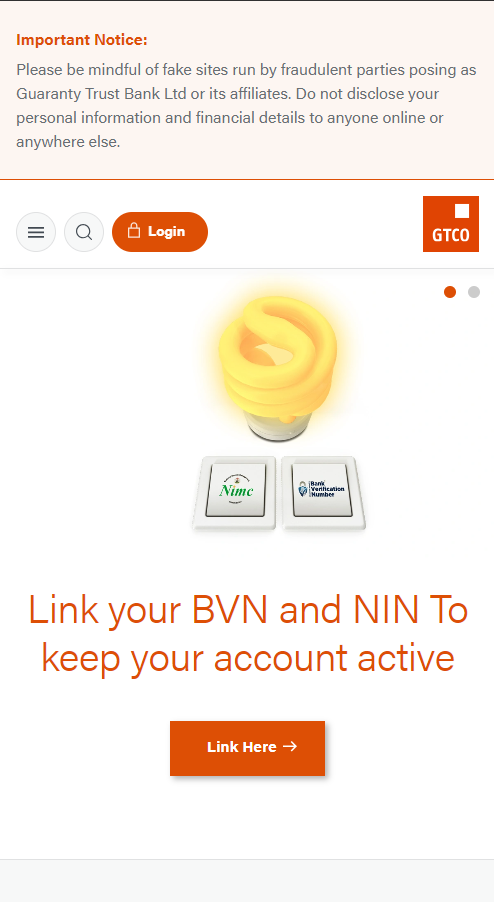 Important Notice:
Please be mindful of fake sites run by fraudulent parties posing as
Guaranty Trust Bank Ltd or its affiliates. Do not disclose your
personal information and financial details to anyone online or
anywhere else.
Login
GTCO
Nimc
Bank
Verification
Number
Link your BVN and NIN To
keep your account active
Link Here →